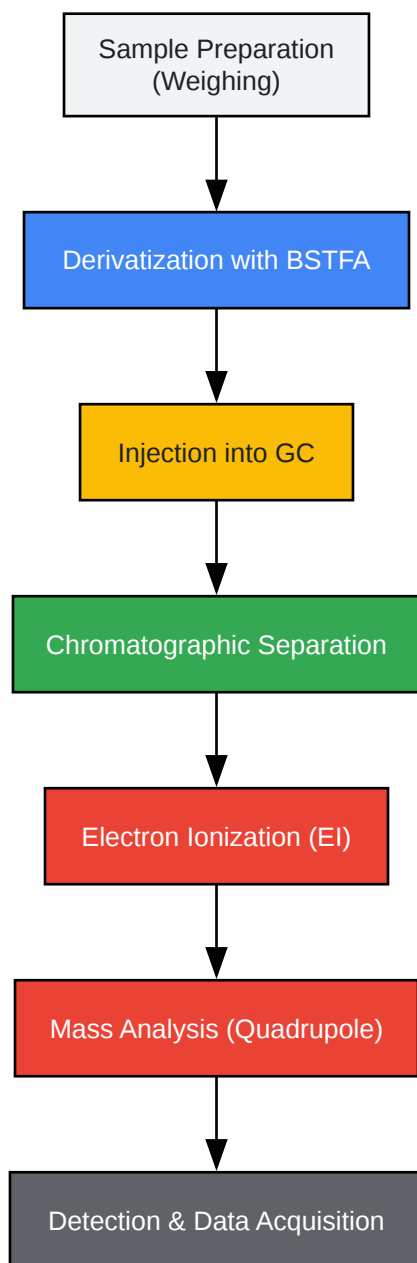 Sample Preparation
(Weighing)
Derivatization with BSTFA
Injection into GC
Chromatographic Separation
Electron Ionization (EI)
Mass Analysis (Quadrupole)
Detection & Data Acquisition